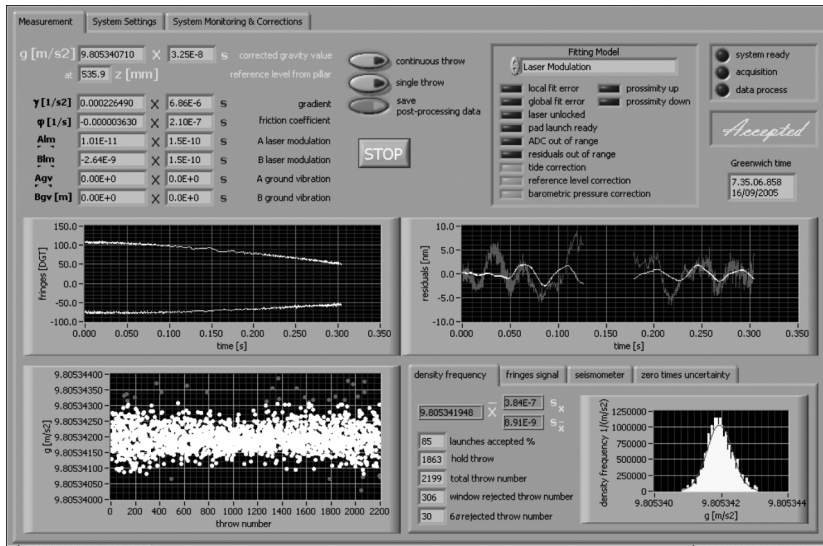 Measurement System Settings System Monitoring & Corrections
g [m/s2] 9.805340710 X 3.25E-8 s corrected gravity value
at 535.9 z [mm] reference level from pillar
γ [1/s2] 0.000226490 X 6.86E-6 s gradient
φ [1/s] -0.000003630 X 2.10E-7 s friction coefficient
Alm 1.01E-11 X 1.5E-10 s A laser modulation
Blm -2.64E-9 X 1.5E-10 s B laser modulation
Agv 0.00E+0 X 0.0E+0 s A ground vibration
Bgv [m] 0.00E+0 X 0.0E+0 s B ground vibration
continuous throw
single throw
save
post-processing data
STOP
Fitting Model
Laser Modulation
local fit error prossimity up
global fit error prossimity down
laser unlocked
pad launch ready
ADC out of range
residuals out of range
tide correction
reference level correction
barometric pressure correction
system ready
acquisition
data process
Accepted
Greenwich time
7.35.06.858
16/09/2005
150.0
100.0
50.0
0.0
-50.0
-100.0
fringes [DGT]
0.000 0.050 0.100 0.150 0.200 0.250 0.300 0.350
time [s]
10.0
5.0
0.0
-5.0
-10.0
residuals [nm]
0.000 0.050 0.100 0.150 0.200 0.250 0.300 0.350
time [s]
9.80534400
9.80534350
9.80534300
9.80534250
9.80534200
9.80534150
9.80534100
9.80534050
9.80534000
g [m/s2]
0 200 400 600 800 1000 1200 1400 1600 1800 2000 2200
throw number
density frequency fringes signal seismometer zero times uncertainty
9.805341948 X 3.84E-7 s x
8.91E-9 s x
85 launches accepted %
1863 hold throw
2199 total throw number
306 window rejected throw number
30 6σ rejected throw number
density frequency 1/(m/s2)
1250000
1000000
750000
500000
250000
0
9.805340 9.805342 9.805344
g [m/s2]